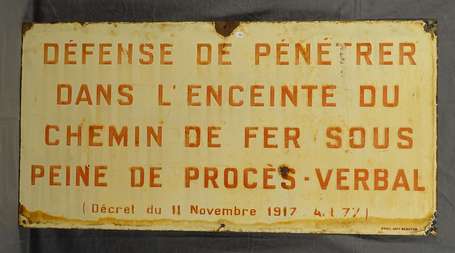 DÉFENSE DE PÉNÉTRER
DANS L'ENCEINTE DU
CHEMIN DE FER SOUS
PEINE DE PROCÈS-VERBAL
(Décret du 11 Novembre 1917